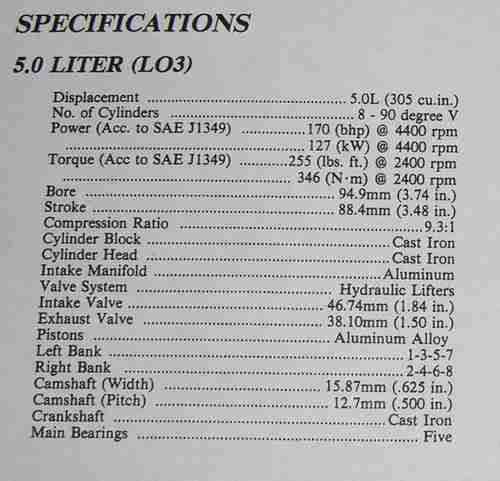 SPECIFICATIONS
5.0 LITER (LO3)
Displacement ........ 5.0L (305 cu.in.)
No. of Cylinders ........ 8 - 90 degree V
Power (Acc. to SAE J1349) ........ 170 (bhp) @ 4400 rpm
........ 127 (kW) @ 4400 rpm
Torque (Acc to SAE J1349) ........ 255 (lbs. ft.) @ 2400 rpm
........ 346 (N·m) @ 2400 rpm
Bore ........ 94.9mm (3.74 in.)
Stroke ........ 88.4mm (3.48 in.)
Compression Ratio ........ 9.3:1
Cylinder Block ........ Cast Iron
Cylinder Head ........ Cast Iron
Intake Manifold ........ Aluminum
Valve System ........ Hydraulic Lifters
Intake Valve ........ 46.74mm (1.84 in.)
Exhaust Valve ........ 38.10mm (1.50 in.)
Pistons ........ Aluminum Alloy
Left Bank ........ 1-3-5-7
Right Bank ........ 2-4-6-8
Camshaft (Width) ........ 15.87mm (.625 in.)
Camshaft (Pitch) ........ 12.7mm (.500 in.)
Crankshaft ........ Cast Iron
Main Bearings ........ Five